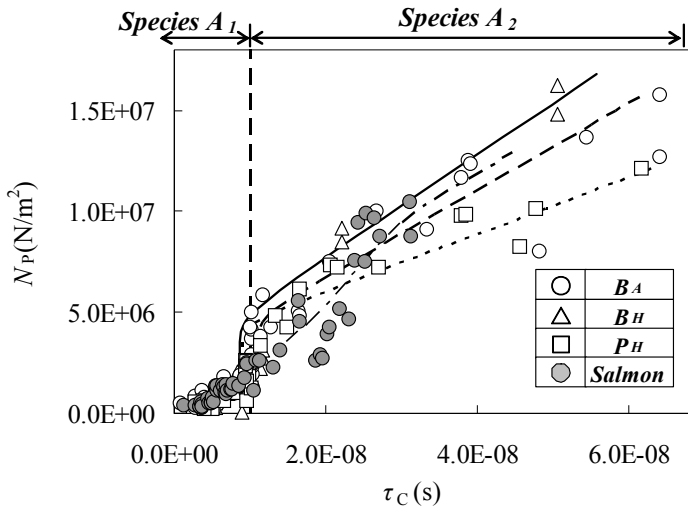 Species A1 Species A2
1.5E+07
1.0E+07
5.0E+06
0.0E+00
NP(N/m2)
BA
BH
PH
Salmon
0.0E+00 2.0E-08 4.0E-08 6.0E-08
τC (s)